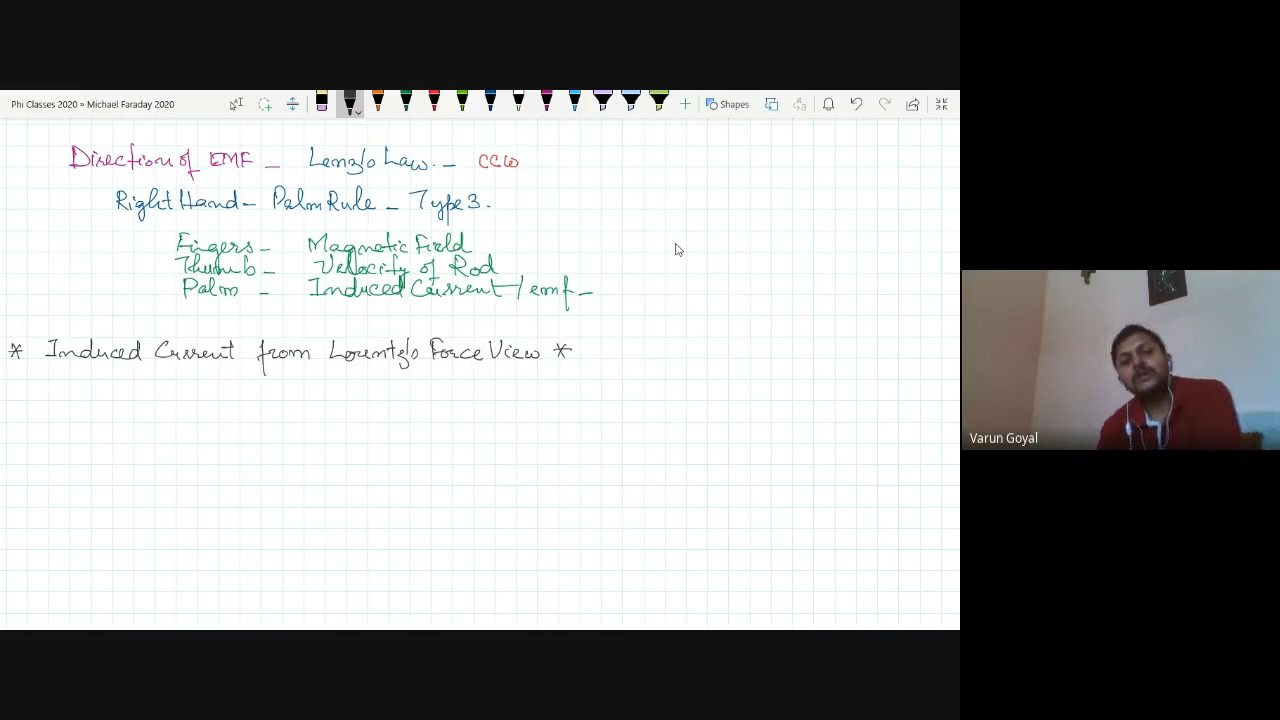 Phi Classes 2020 » Michael Faraday 2020
Shapes
Direction of EMF - Lenz's Law. - CCW
Right Hand - Palm Rule - Type 3.
Fingers - Magnetic Field
Thumb - Velocity of Rod
Palm - Induced Current / emf -
* Induced Current from Lorentz's Force View *
Varun Goyal